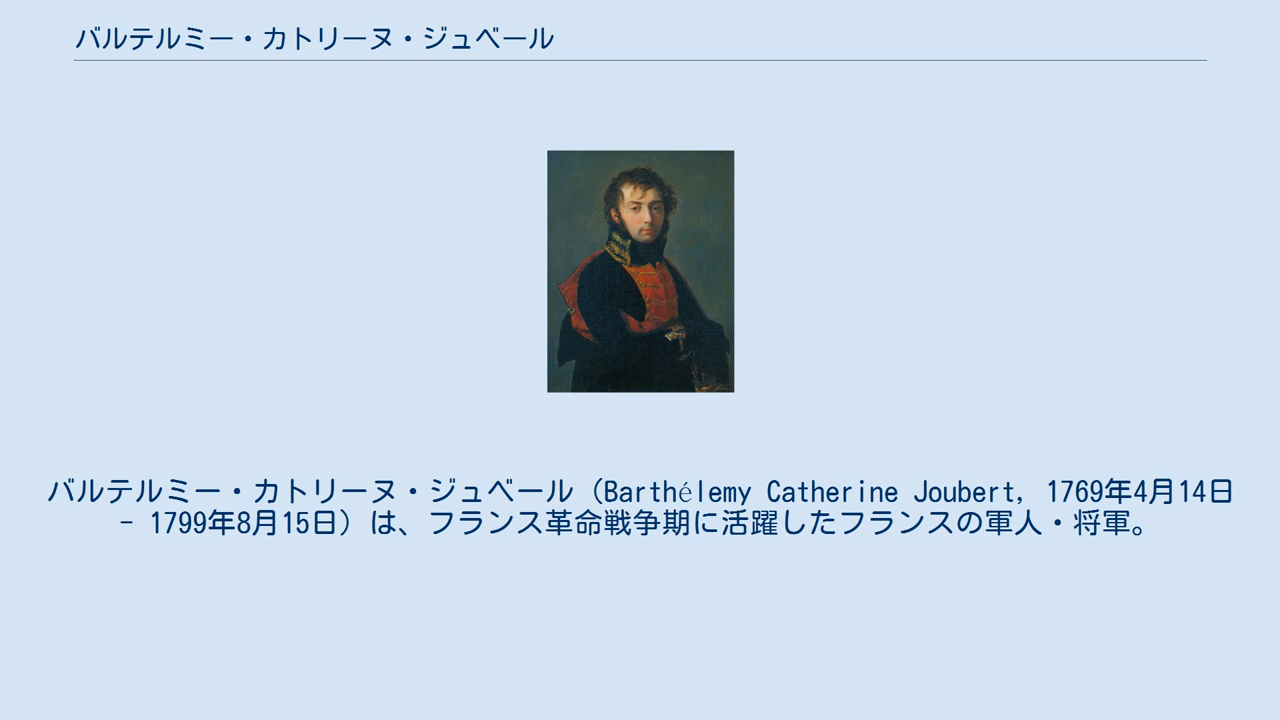 バルテルミー・カトリーヌ・ジュベール
バルテルミー・カトリーヌ・ジュベール（Barthélemy Catherine Joubert, 1769年4月14日
- 1799年8月15日）は、フランス革命戦争期に活躍したフランスの軍人・将軍。